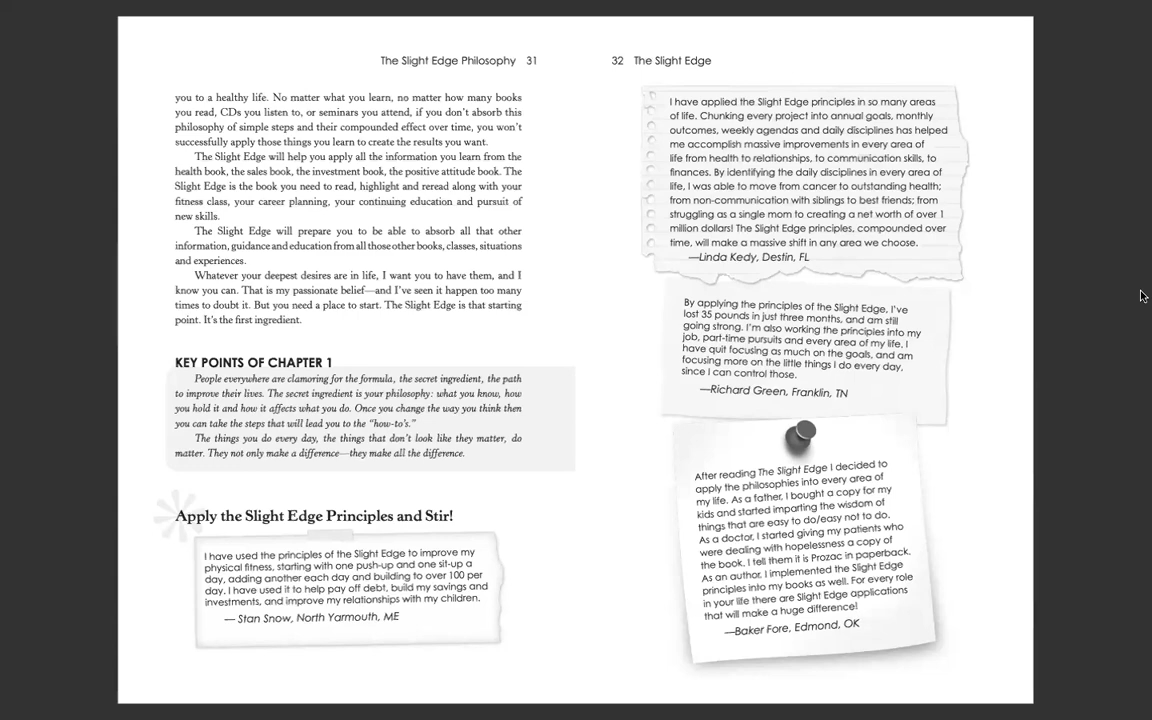 The Slight Edge Philosophy 31
you to a healthy life. No matter what you learn, no matter how many books
you read, CDs you listen to, or seminars you attend, if you don't absorb this
philosophy of simple steps and their compounded effect over time, you won't
successfully apply those things you learn to create the results you want.
The Slight Edge will help you apply all the information you learn from the
health book, the sales book, the investment book, the positive attitude book. The
Slight Edge is the book you need to read, highlight and reread along with your
fitness class, your career planning, your continuing education and pursuit of
new skills.
The Slight Edge will prepare you to be able to absorb all that other
information, guidance and education from all those other books, classes, situations
and experiences.
Whatever your deepest desires are in life, I want you to have them, and I
know you can. That is my passionate belief—and I've seen it happen too many
times to doubt it. But you need a place to start. The Slight Edge is that starting
point. It's the first ingredient.
KEY POINTS OF CHAPTER 1
People everywhere are clamoring for the formula, the secret ingredient, the path
to improve their lives. The secret ingredient is your philosophy: what you know, how
you hold it and how it affects what you do. Once you change the way you think then
you can take the steps that will lead you to the "how-to's."
The things you do every day, the things that don't look like they matter, do
matter. They not only make a difference—they make all the difference.
Apply the Slight Edge Principles and Stir!
I have used the principles of the Slight Edge to improve my
physical fitness, starting with one push-up and one sit-up a
day, adding another each day and building to over 100 per
day. I have used it to help pay off debt, build my savings and
investments, and improve my relationships with my children.
— Stan Snow, North Yarmouth, ME
32 The Slight Edge
I have applied the Slight Edge principles in so many areas
of life. Chunking every project into annual goals, monthly
outcomes, weekly agendas and daily disciplines has helped
me accomplish massive improvements in every area of
life from health to relationships, to communication skills, to
finances. By identifying the daily disciplines in every area of
life, I was able to move from cancer to outstanding health;
from non-communication with siblings to best friends; from
struggling as a single mom to creating a net worth of over 1
million dollars! The Slight Edge principles, compounded over
time, will make a massive shift in any area we choose.
—Linda Kedy, Destin, FL
By applying the principles of the Slight Edge, I've
lost 35 pounds in just three months, and am still
going strong. I'm also working the principles into my
job, part-time pursuits and every area of my life. I
have quit focusing as much on the goals, and am
focusing more on the little things I do every day,
since I can control those.
—Richard Green, Franklin, TN
After reading The Slight Edge I decided to
apply the philosophies into every area of
my life. As a father, I bought a copy for my
kids and started imparting the wisdom of
things that are easy to do/easy not to do.
As a doctor, I started giving my patients who
were dealing with hopelessness a copy of
the book. I tell them it is Prozac in paperback.
As an author, I implemented the Slight Edge
principles into my books as well. For every role
in your life there are Slight Edge applications
that will make a huge difference!
—Baker Fore, Edmond, OK